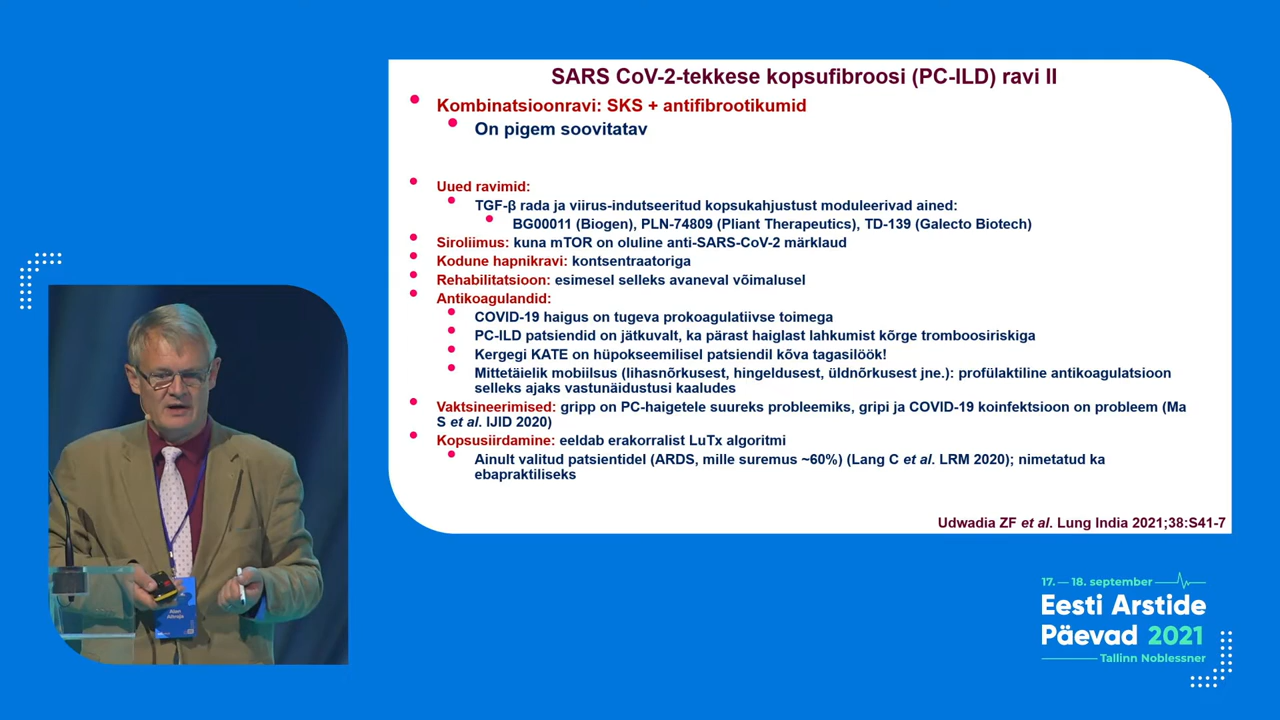 SARS CoV-2-tekkese kopsufibroosi (PC-ILD) ravi II
Kombinatsioonravi: SKS + antifibrootikumid
On pigem soovitatav
Uued ravimid:
TGF-β rada ja viirus-indutseeritud kopsukahjustust moduleerivad ained:
BG00011 (Biogen), PLN-74809 (Pliant Therapeutics), TD-139 (Galecto Biotech)
Siroliimus: kuna mTOR on oluline anti-SARS-CoV-2 märklaud
Kodune hapnikravi: kontsentraatoriga
Rehabilitatsioon: esimesel selleks avaneval võimalusel
Antikoagulandid:
COVID-19 haigus on tugeva prokoagulatiivse toimega
PC-ILD patsiendid on jätkuvalt, ka pärast haiglast lahkumist kõrge tromboosiriskiga
Kergegi KATE on hüpokseemilisel patsiendil kõva tagasilöök!
Mittetäielik mobiilsus (lihasnõrkusest, hingeldusest, üldnõrkusest jne.): profülaktiline antikoagulatsioon
selleks ajaks vastunäidustusi kaaludes
Vaktsineerimised: gripp on PC-haigetele suureks probleemiks, gripi ja COVID-19 koinfektsioon on probleem (Ma
S et al. IJID 2020)
Kopsusiirdamine: eeldab erakorralist LuTx algoritmi
Ainult valitud patsientidel (ARDS, mille suremus ~60%) (Lang C et al. LRM 2020); nimetatud ka
ebapraktiliseks
Udwadia ZF et al. Lung India 2021;38:S41-7
Alan
Altraja
17. — 18. september
Eesti Arstide
Päevad 2021
Tallinn Noblessner